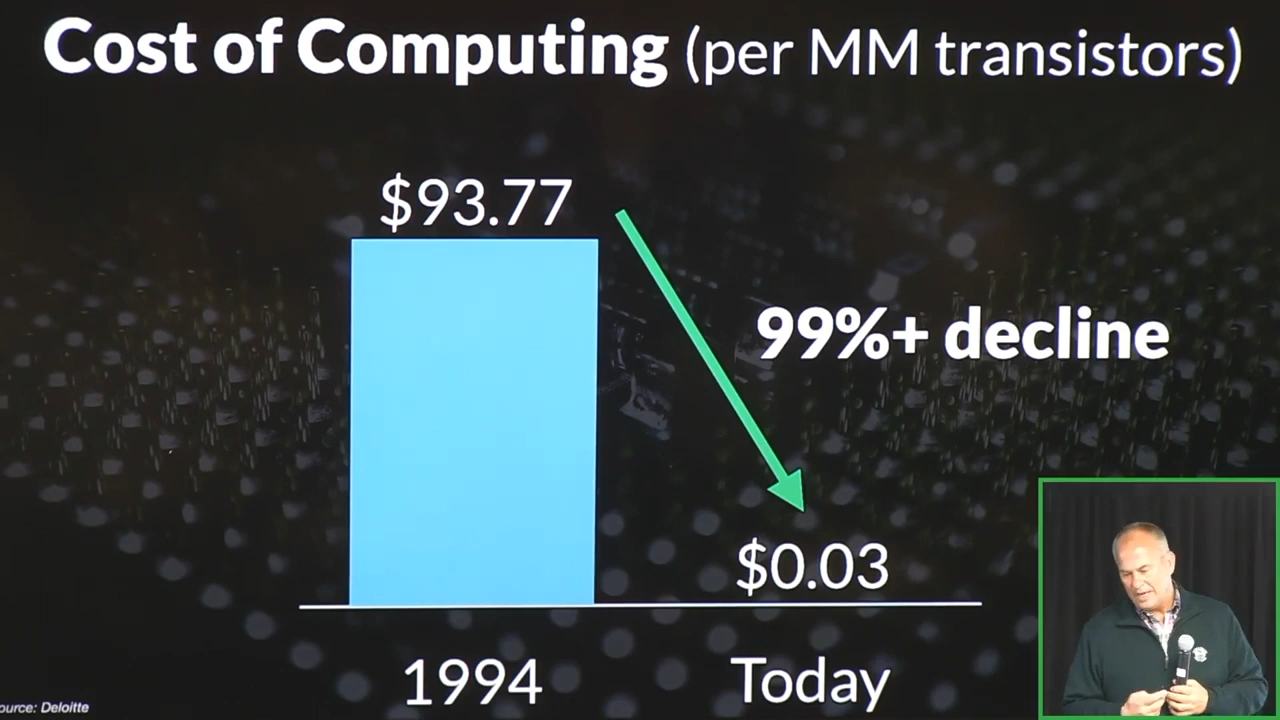 Cost of Computing (per MM transistors)
$93.77
99%+ decline
$0.03
1994 Today
ource: Deloitte